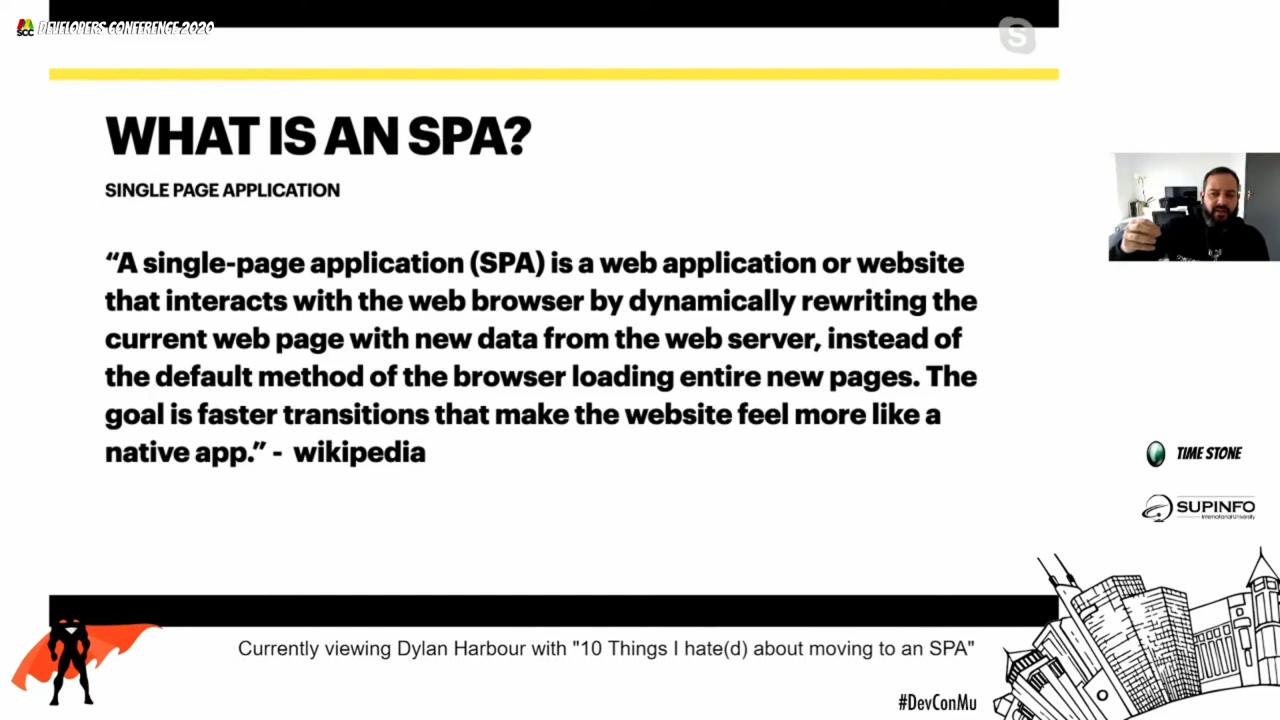 SCC DEVELOPERS CONFERENCE 2020
WHAT IS AN SPA?
SINGLE PAGE APPLICATION
“A single-page application (SPA) is a web application or website
that interacts with the web browser by dynamically rewriting the
current web page with new data from the web server, instead of
the default method of the browser loading entire new pages. The
goal is faster transitions that make the website feel more like a
native app.” - wikipedia
TIME STONE
SUPINFO
International University
Currently viewing Dylan Harbour with "10 Things I hate(d) about moving to an SPA"
#DevConMu